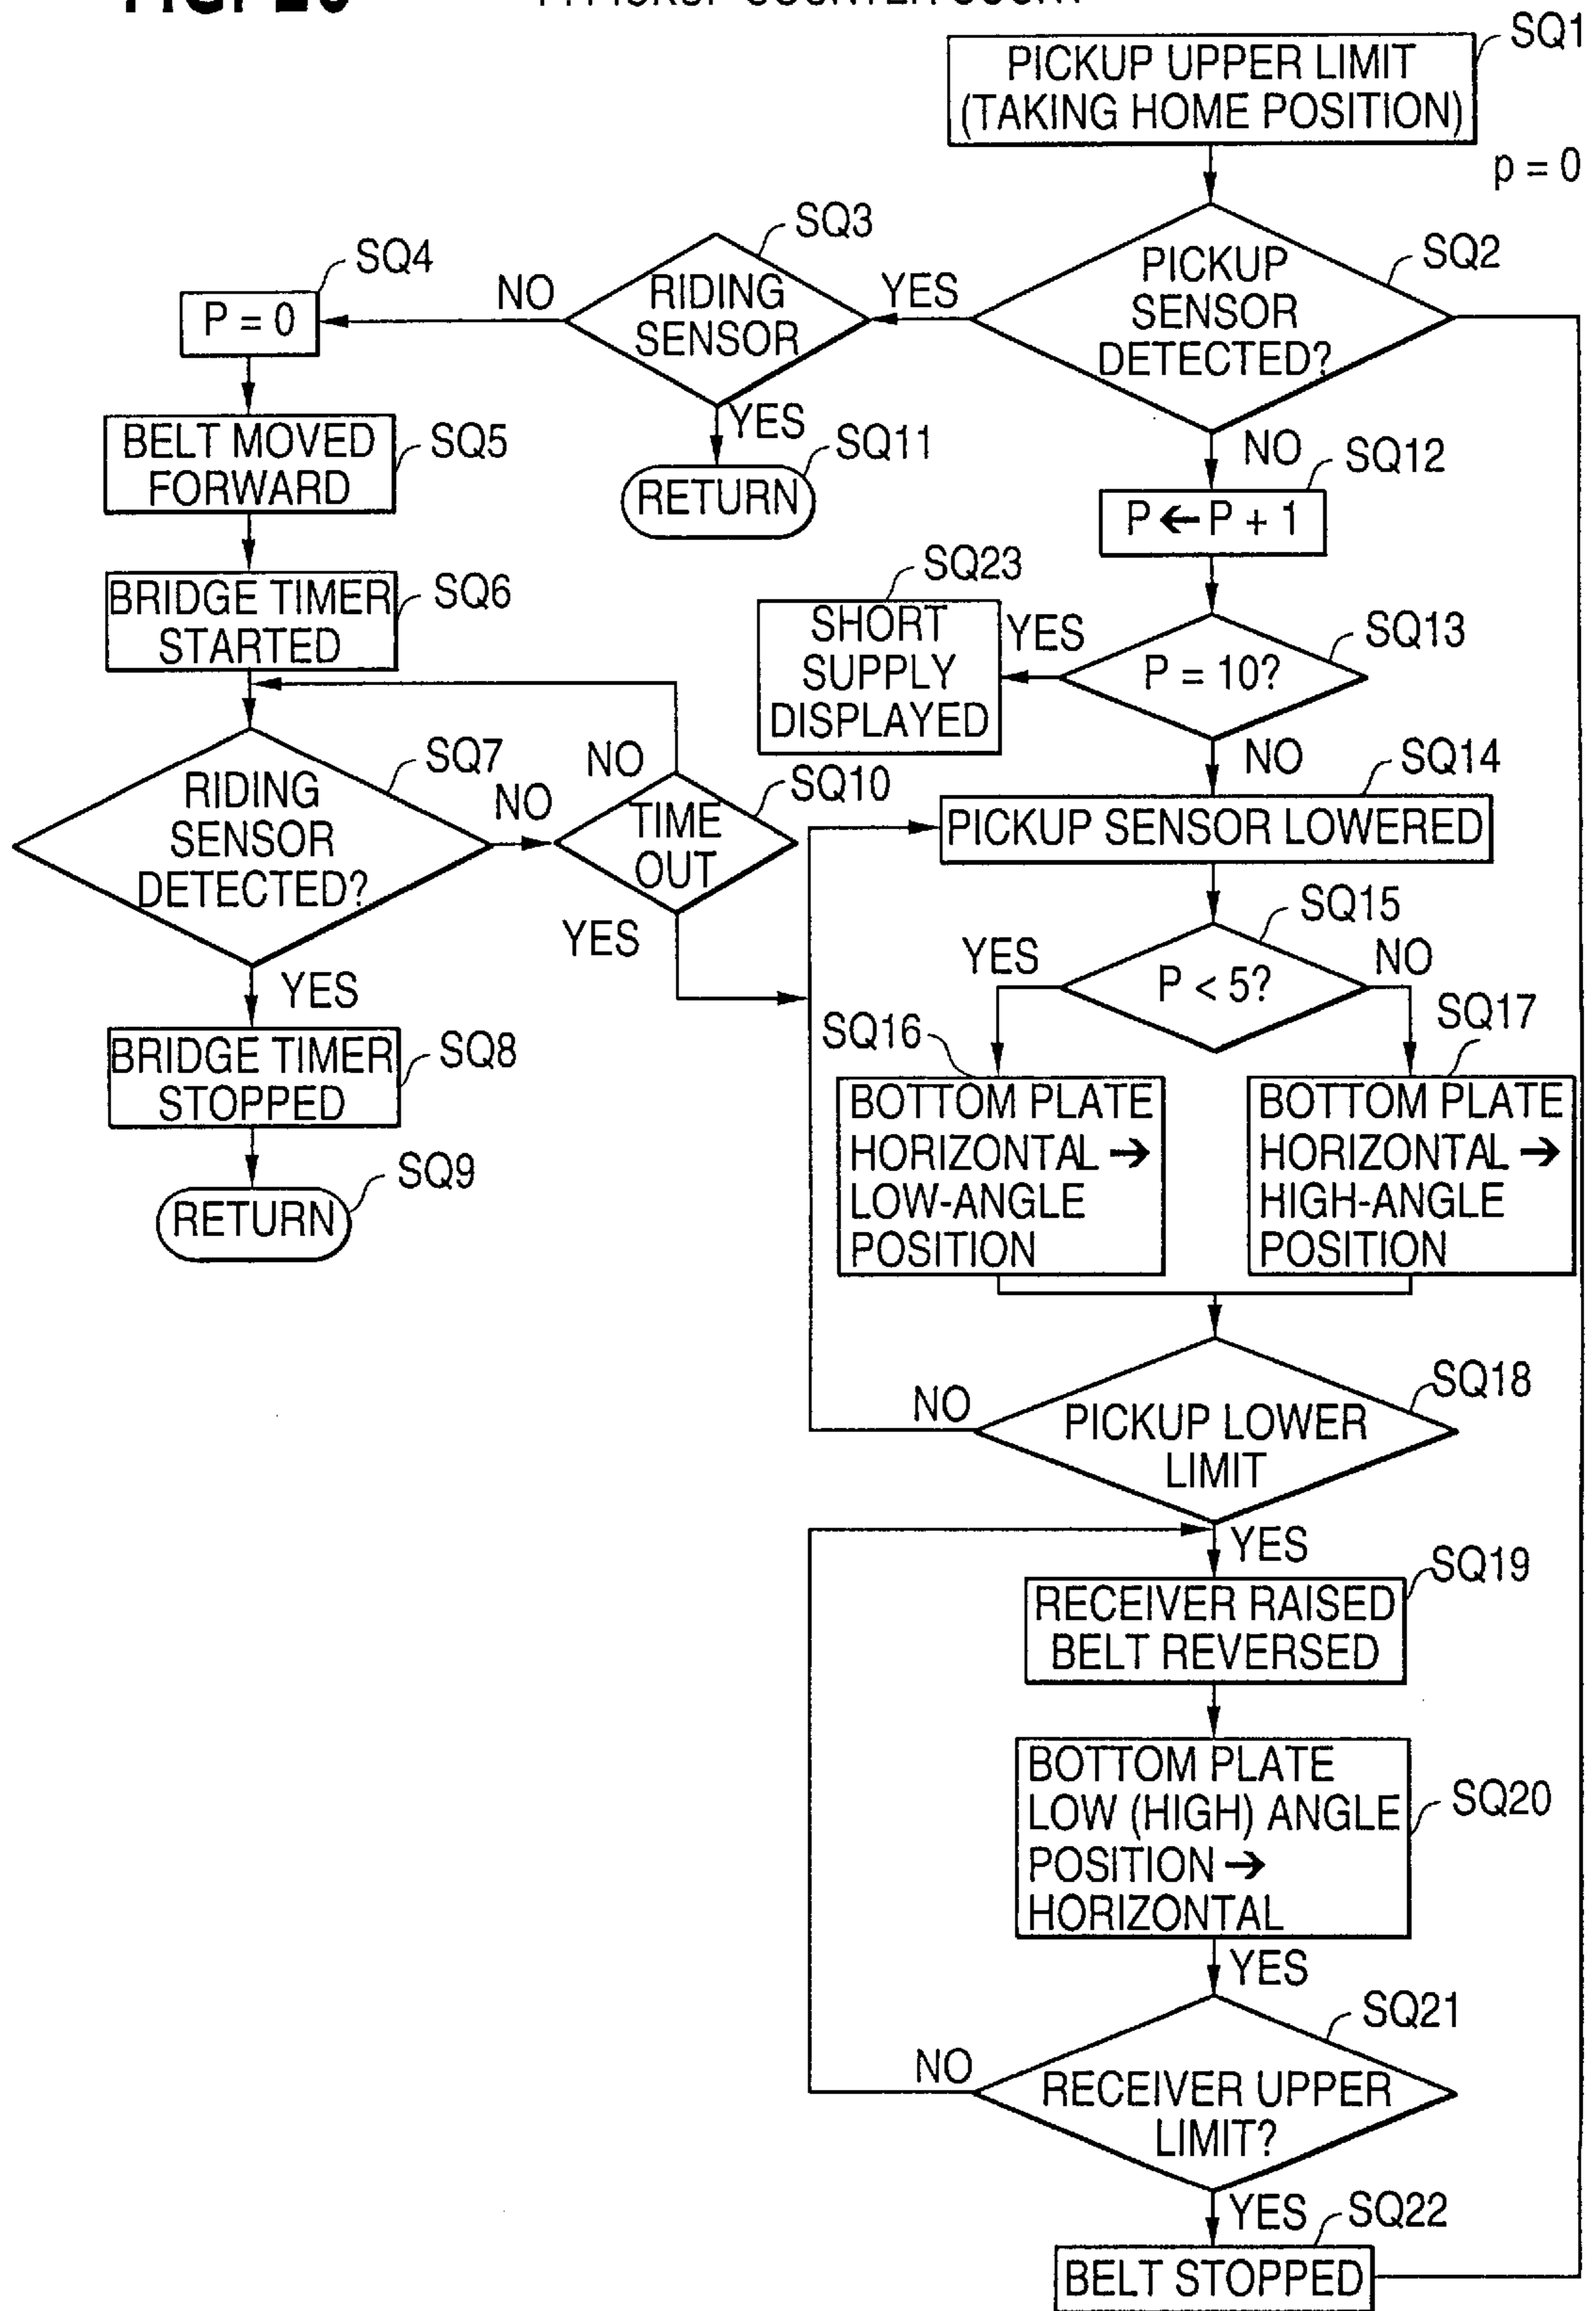 PICKUP COUNTER COUNT
SQ1
PICKUP UPPER LIMIT
(TAKING HOME POSITION)
p = 0
SQ2
PICKUP
SENSOR
DETECTED?
YES
NO
SQ3
RIDING
SENSOR
NO
YES
SQ4
P = 0
SQ5
BELT MOVED
FORWARD
SQ11
RETURN
SQ12
P ← P + 1
SQ6
BRIDGE TIMER
STARTED
SQ23
SHORT
SUPPLY
DISPLAYED
YES
SQ13
P = 10?
NO
SQ7
RIDING
SENSOR
DETECTED?
NO
YES
SQ10
TIME
OUT
NO
YES
SQ14
PICKUP SENSOR LOWERED
SQ15
P < 5?
YES
NO
SQ8
BRIDGE TIMER
STOPPED
SQ9
RETURN
SQ16
BOTTOM PLATE
HORIZONTAL →
LOW-ANGLE
POSITION
SQ17
BOTTOM PLATE
HORIZONTAL →
HIGH-ANGLE
POSITION
SQ18
PICKUP LOWER
LIMIT
NO
YES
SQ19
RECEIVER RAISED
BELT REVERSED
SQ20
BOTTOM PLATE
LOW (HIGH) ANGLE
POSITION →
HORIZONTAL
YES
SQ21
RECEIVER UPPER
LIMIT?
NO
YES
SQ22
BELT STOPPED